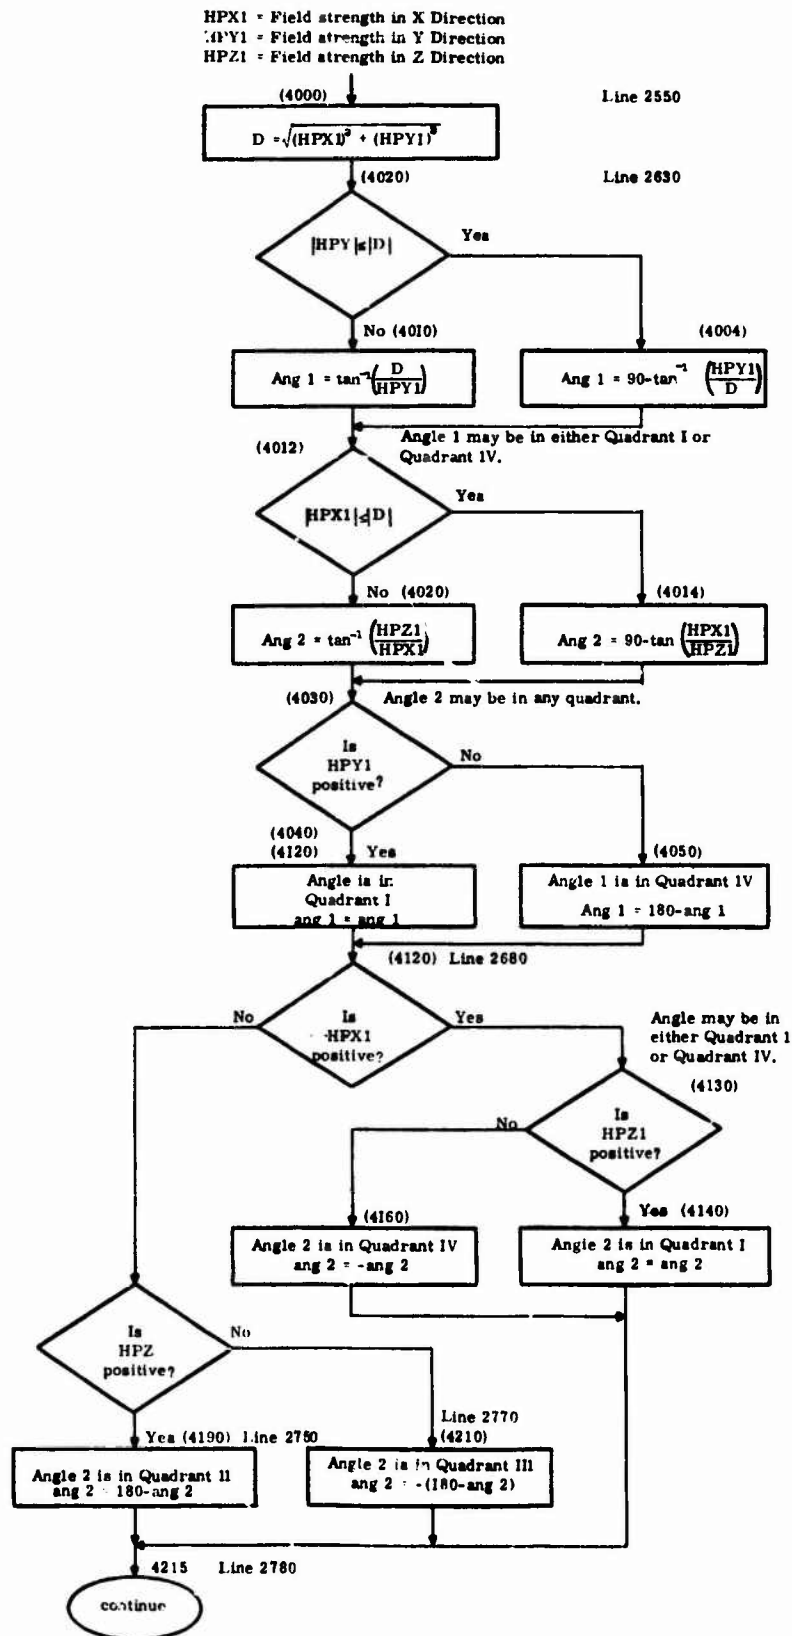 HPX1 = Field strength in X Direction
HPY1 = Field strength in Y Direction
HPZ1 = Field strength in Z Direction
(4000)
Line 2550
D = √(HPX1)² + (HPY1)²
(4020)
Line 2630
|HPY|≤|D|
Yes
No (4010)
(4004)
Ang 1 = tan⁻¹(D/HPY1)
Ang 1 = 90-tan⁻¹ (HPY1/D)
Angle 1 may be in either Quadrant I or
Quadrant IV.
(4012)
|HPX1|≤|D|
Yes
No (4020)
(4014)
Ang 2 = tan⁻¹ (HPZ1/HPX1)
Ang 2 = 90-tan (HPX1/HPZ1)
(4030)
Angle 2 may be in any quadrant.
Is
HPY1
positive?
No
(4040)
(4120) Yes
(4050)
Angle is in
Quadrant I
ang 1 = ang 1
Angle 1 is in Quadrant IV
Ang 1 = 180-ang 1
(4120) Line 2680
No
Is
HPX1
positive?
Yes
Angle may be in
either Quadrant I
or Quadrant IV.
(4130)
Is
HPZ1
positive?
No
(4160)
Yes (4140)
Angle 2 is in Quadrant IV
ang 2 = -ang 2
Angle 2 is in Quadrant I
ang 2 = ang 2
Is
HPZ
positive?
No
Line 2770
(4210)
Yes (4190) Line 2750
Angle 2 is in Quadrant II
ang 2 = 180-ang 2
Angle 2 is in Quadrant III
ang 2 = -(180-ang 2)
4215 Line 2780
continue